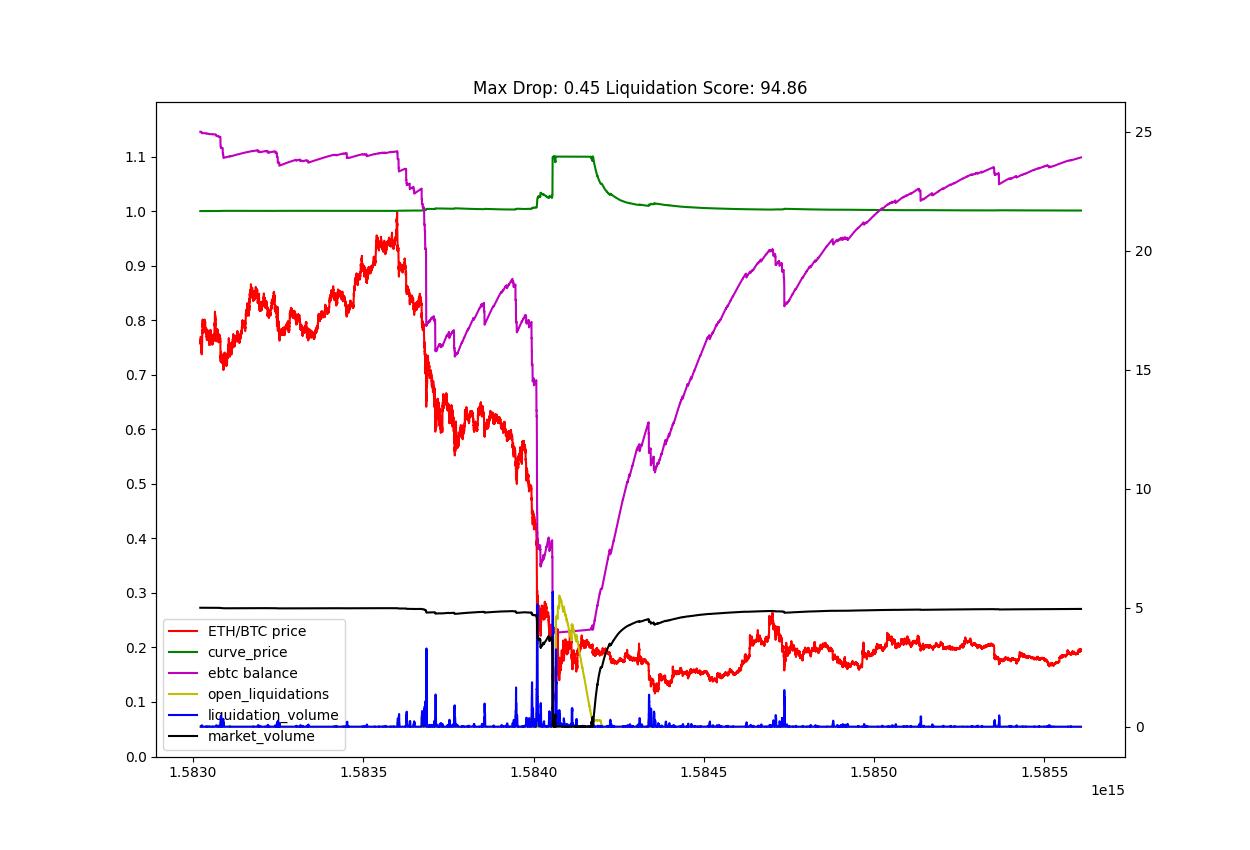 Max Drop: 0.45 Liquidation Score: 94.86
1.1
1.0
0.9
0.8
0.7
0.6
0.5
0.4
0.3
0.2
0.1
0.0
25
20
15
10
5
0
ETH/BTC price
curve_price
ebtc balance
open_liquidations
liquidation_volume
market_volume
1.5830 1.5835 1.5840 1.5845 1.5850 1.5855
1e15